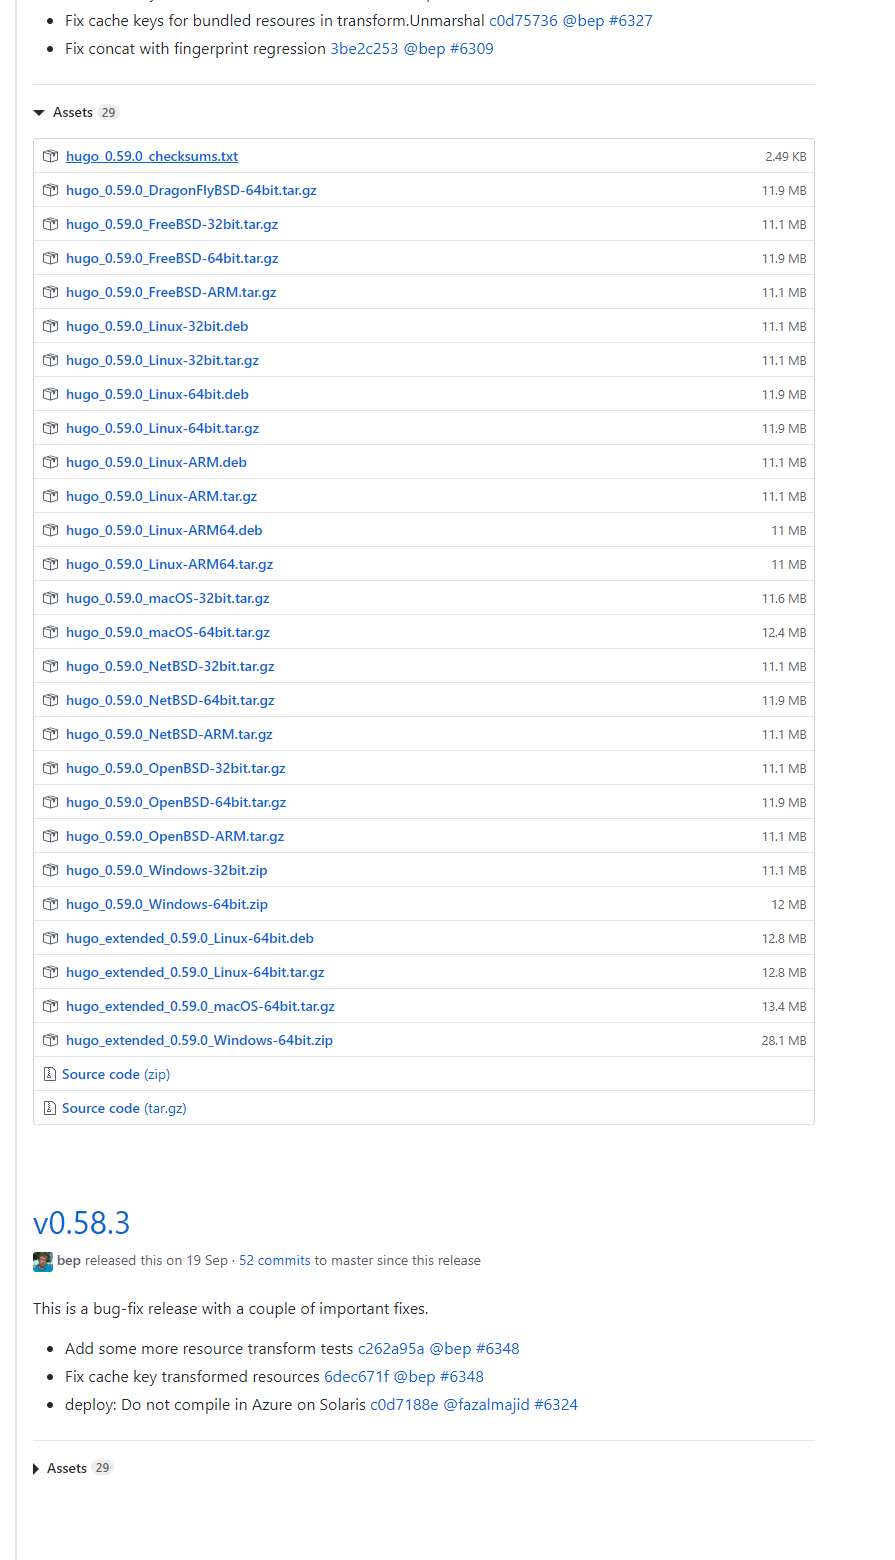 Fix cache keys for bundled resoures in transform.Unmarshal c0d75736 @bep #6327
Fix concat with fingerprint regression 3be2c253 @bep #6309
Assets 29
hugo_0.59.0_checksums.txt 2.49 KB
hugo_0.59.0_DragonFlyBSD-64bit.tar.gz 11.9 MB
hugo_0.59.0_FreeBSD-32bit.tar.gz 11.1 MB
hugo_0.59.0_FreeBSD-64bit.tar.gz 11.9 MB
hugo_0.59.0_FreeBSD-ARM.tar.gz 11.1 MB
hugo_0.59.0_Linux-32bit.deb 11.1 MB
hugo_0.59.0_Linux-32bit.tar.gz 11.1 MB
hugo_0.59.0_Linux-64bit.deb 11.9 MB
hugo_0.59.0_Linux-64bit.tar.gz 11.9 MB
hugo_0.59.0_Linux-ARM.deb 11.1 MB
hugo_0.59.0_Linux-ARM.tar.gz 11.1 MB
hugo_0.59.0_Linux-ARM64.deb 11 MB
hugo_0.59.0_Linux-ARM64.tar.gz 11 MB
hugo_0.59.0_macOS-32bit.tar.gz 11.6 MB
hugo_0.59.0_macOS-64bit.tar.gz 12.4 MB
hugo_0.59.0_NetBSD-32bit.tar.gz 11.1 MB
hugo_0.59.0_NetBSD-64bit.tar.gz 11.9 MB
hugo_0.59.0_NetBSD-ARM.tar.gz 11.1 MB
hugo_0.59.0_OpenBSD-32bit.tar.gz 11.1 MB
hugo_0.59.0_OpenBSD-64bit.tar.gz 11.9 MB
hugo_0.59.0_OpenBSD-ARM.tar.gz 11.1 MB
hugo_0.59.0_Windows-32bit.zip 11.1 MB
hugo_0.59.0_Windows-64bit.zip 12 MB
hugo_extended_0.59.0_Linux-64bit.deb 12.8 MB
hugo_extended_0.59.0_Linux-64bit.tar.gz 12.8 MB
hugo_extended_0.59.0_macOS-64bit.tar.gz 13.4 MB
hugo_extended_0.59.0_Windows-64bit.zip 28.1 MB
Source code (zip)
Source code (tar.gz)
v0.58.3
bep released this on 19 Sep · 52 commits to master since this release
This is a bug-fix release with a couple of important fixes.
Add some more resource transform tests c262a95a @bep #6348
Fix cache key transformed resources 6dec671f @bep #6348
deploy: Do not compile in Azure on Solaris c0d7188e @fazalmajid #6324
Assets 29